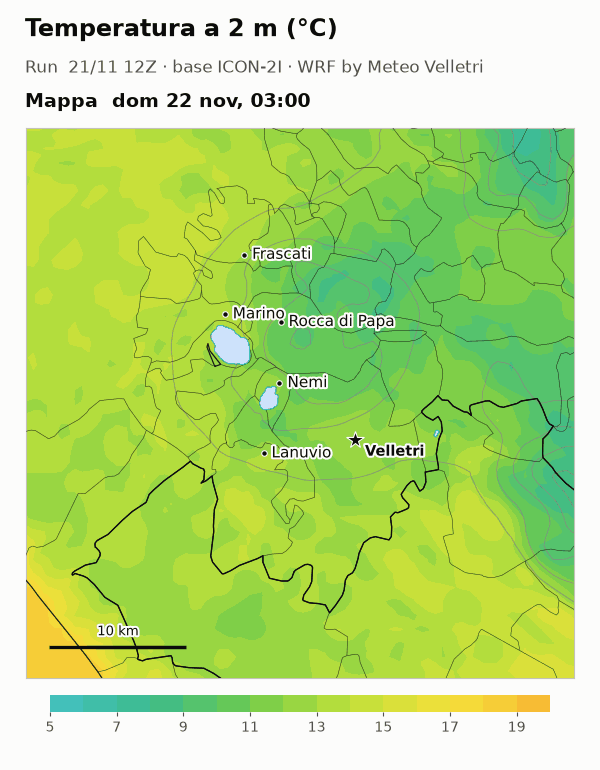 Temperatura a 2 m (°C)
Run  21/11 12Z · base ICON-2I · WRF by Meteo Velletri
Mappa  dom 22 nov, 03:00
Frascati
Marino
Rocca di Papa
Nemi
Velletri
Lanuvio
10 km
5 7 9 11 13 15 17 19